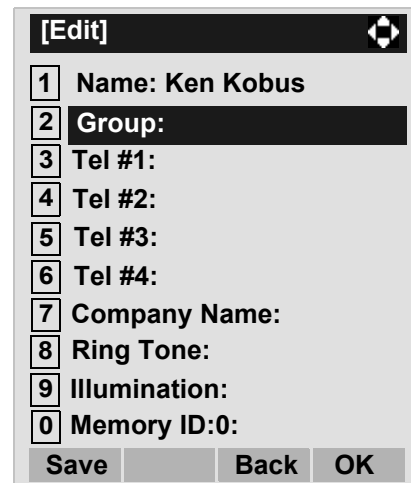 [Edit]
1 Name: Ken Kobus
2 Group:
3 Tel #1:
4 Tel #2:
5 Tel #3:
6 Tel #4:
7 Company Name:
8 Ring Tone:
9 Illumination:
0 Memory ID:0:
Save Back OK